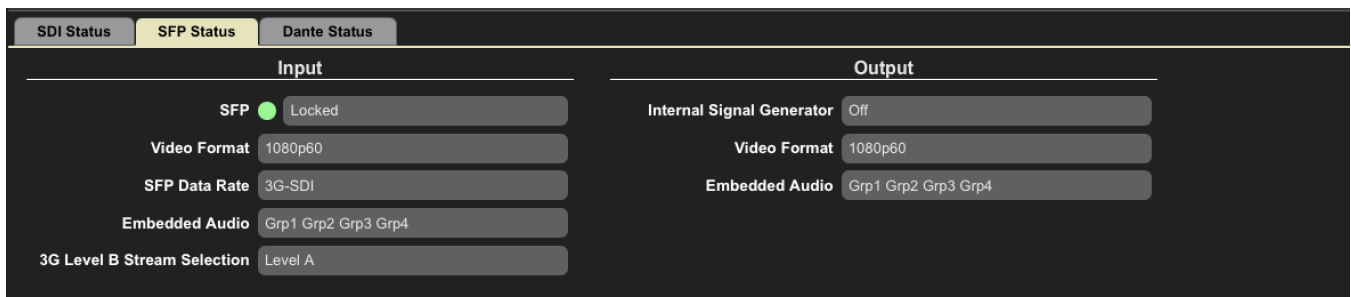 SDI Status SFP Status Dante Status
Input
SFP Locked
Video Format 1080p60
SFP Data Rate 3G-SDI
Embedded Audio Grp1 Grp2 Grp3 Grp4
3G Level B Stream Selection Level A
Output
Internal Signal Generator Off
Video Format 1080p60
Embedded Audio Grp1 Grp2 Grp3 Grp4